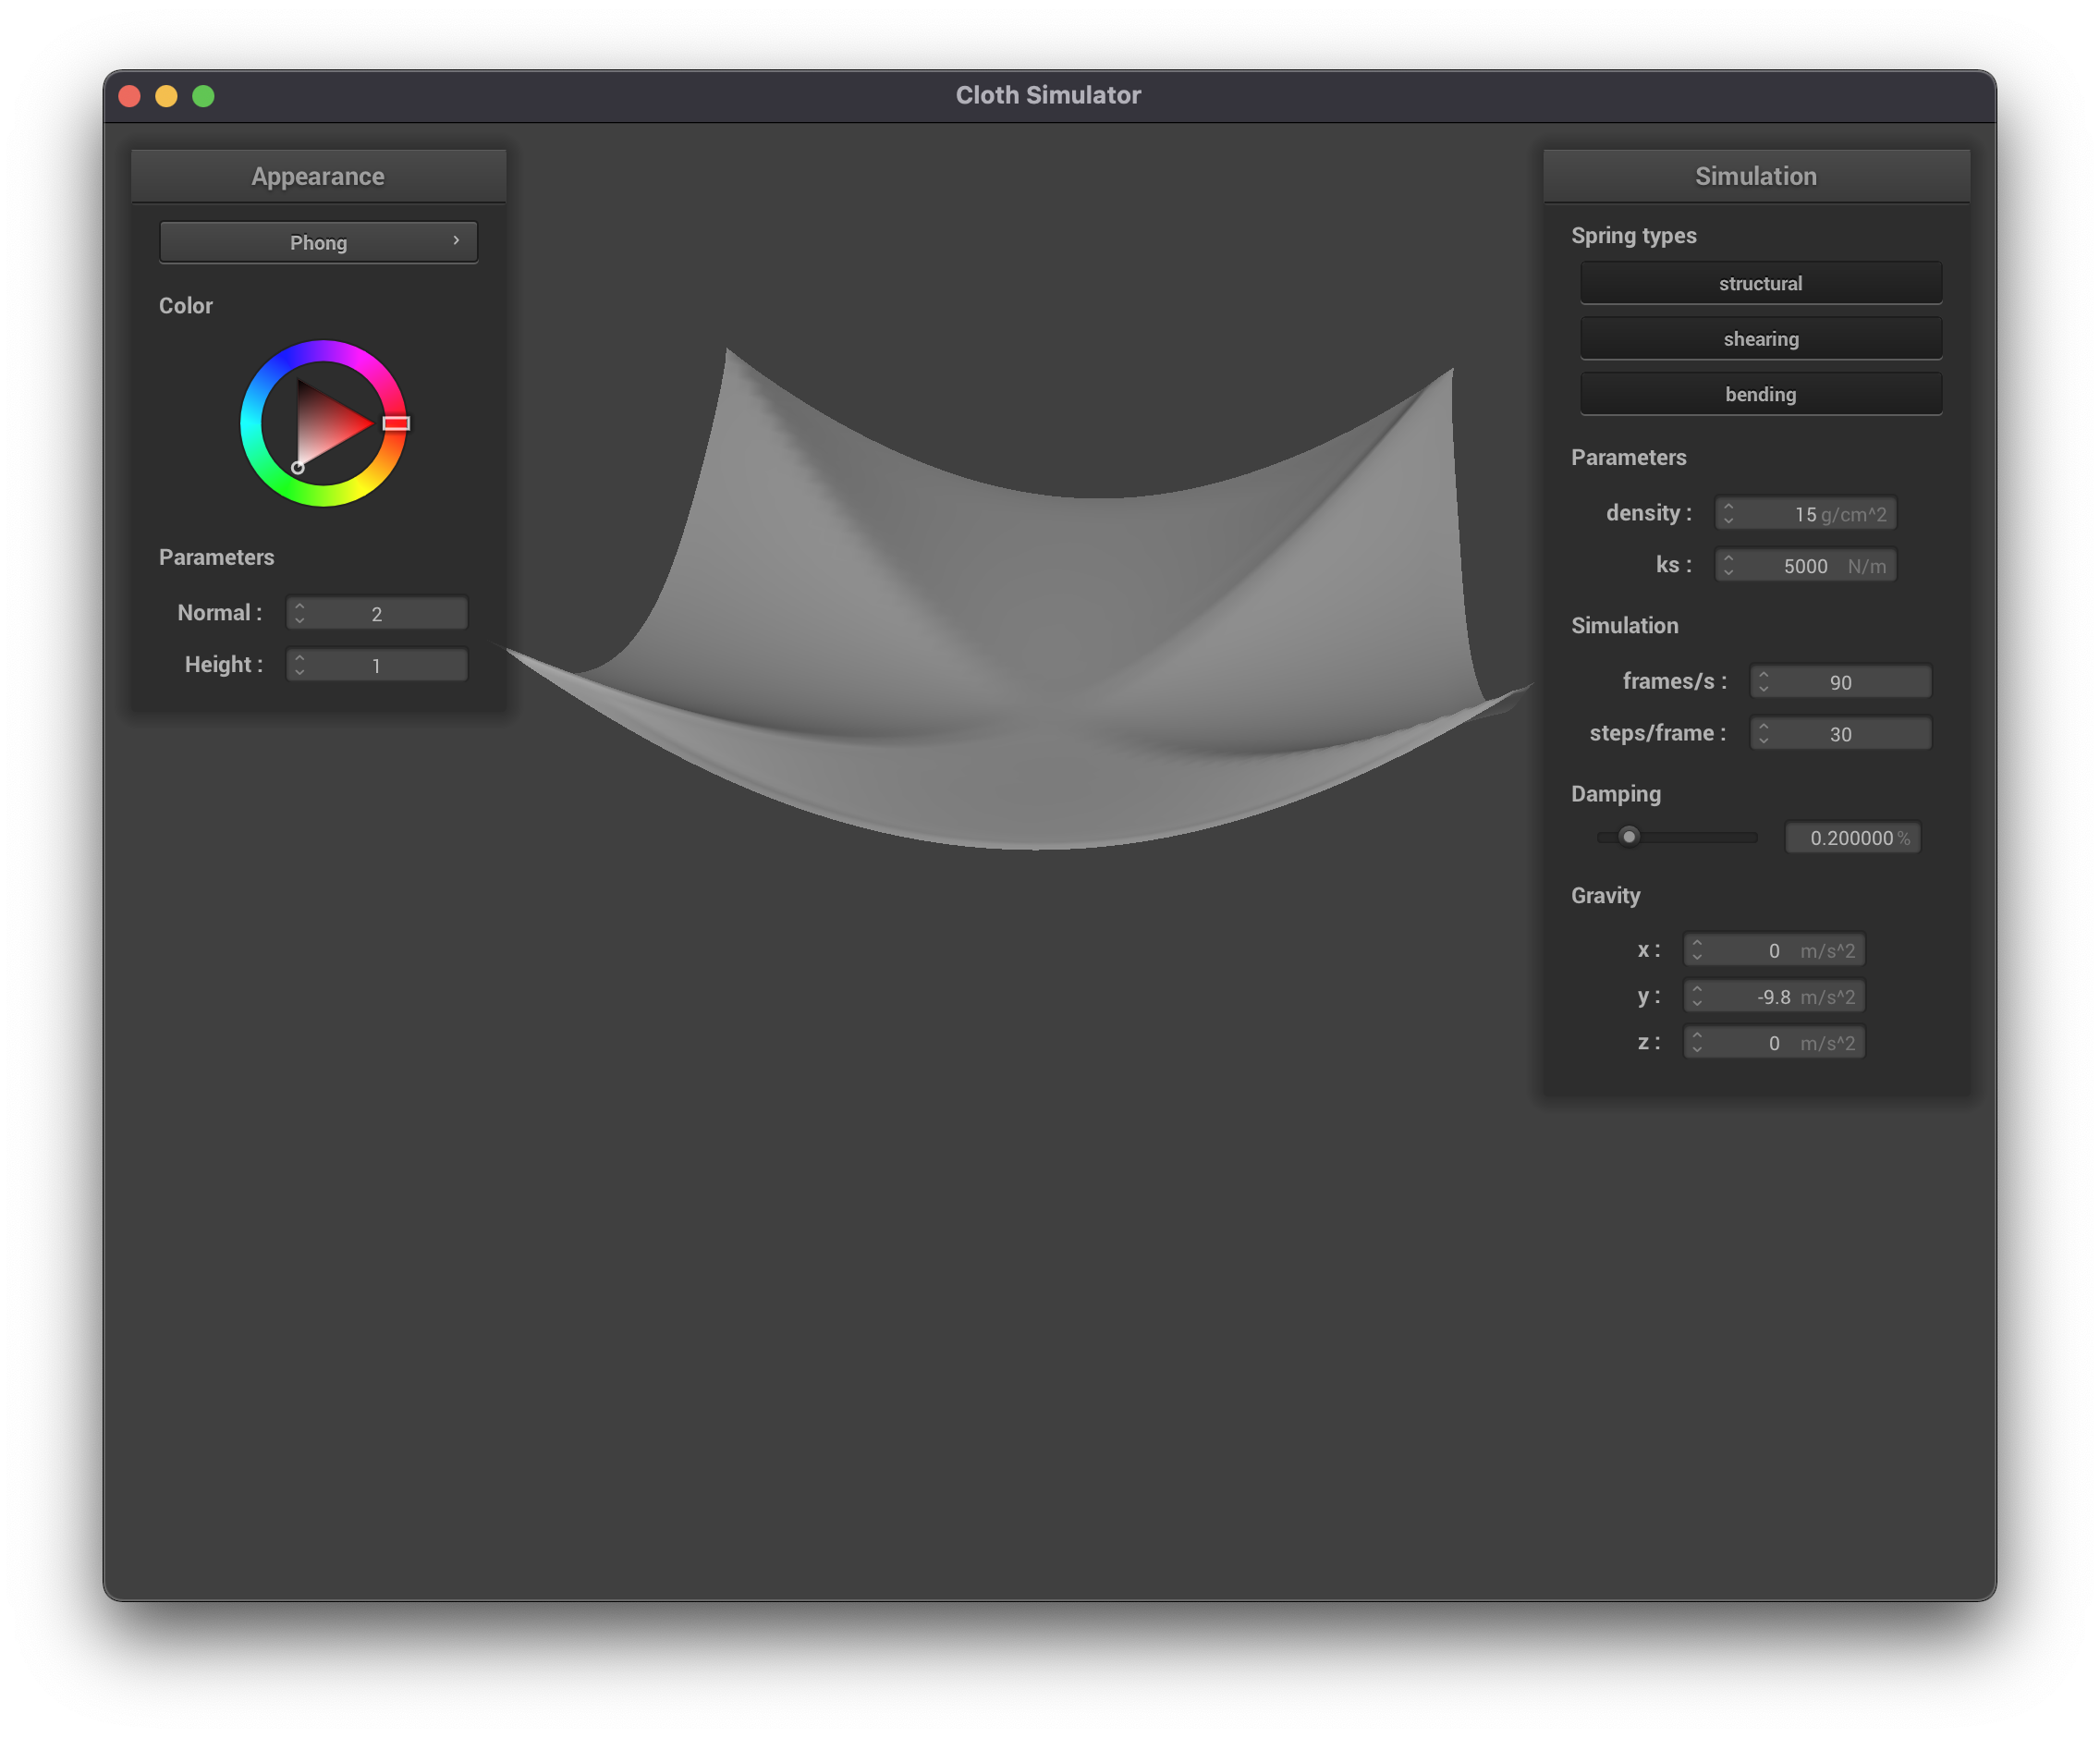 Cloth Simulator
Appearance
Phong
Color
Parameters
Normal : 2
Height : 1
Simulation
Spring types
structural
shearing
bending
Parameters
density : 15 g/cm^2
ks : 5000 N/m
Simulation
frames/s : 90
steps/frame : 30
Damping
0.200000 %
Gravity
x : 0 m/s^2
y : -9.8 m/s^2
z : 0 m/s^2